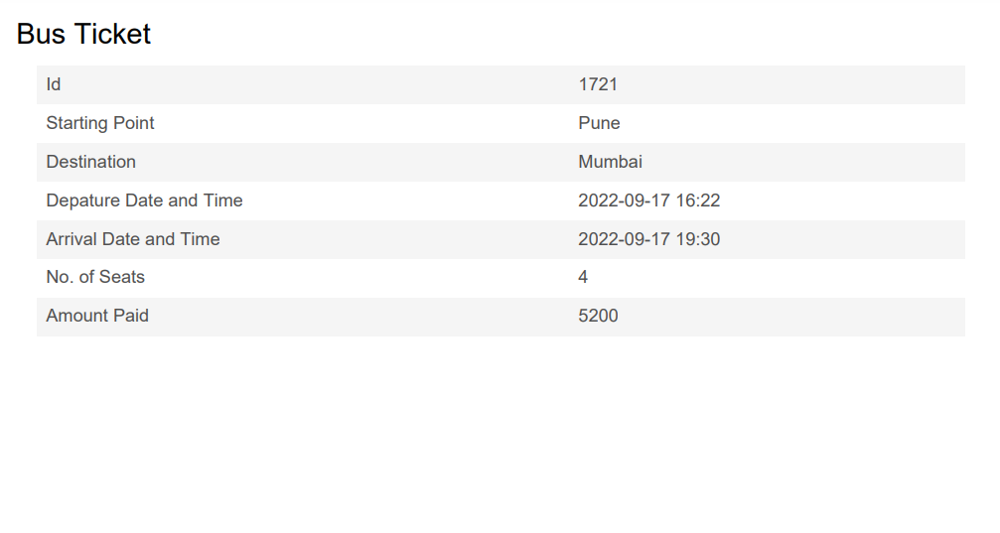 Bus Ticket
Id 1721
Starting Point Pune
Destination Mumbai
Depature Date and Time 2022-09-17 16:22
Arrival Date and Time 2022-09-17 19:30
No. of Seats 4
Amount Paid 5200